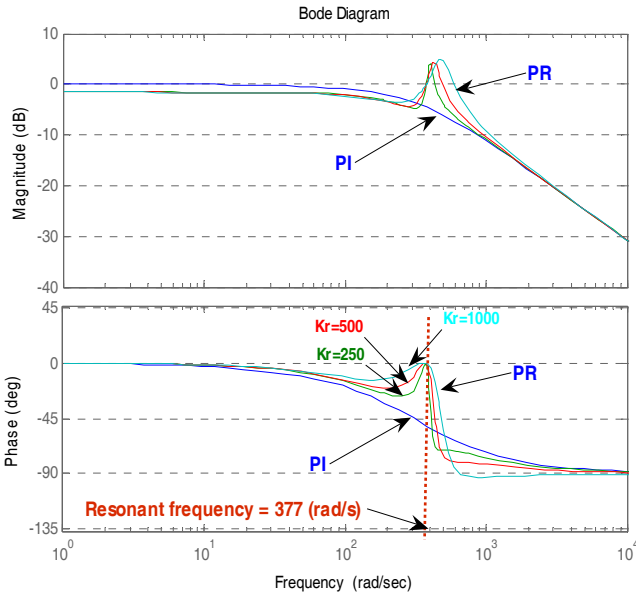 Bode Diagram
10
0
-10
-20
-30
-40
Magnitude (dB)
PR
PI
45
0
-45
-90
-135
Phase (deg)
Kr=1000
Kr=500
Kr=250
PR
PI
Resonant frequency = 377 (rad/s)
10^0
10^1
10^2
10^3
10^4
Frequency (rad/sec)